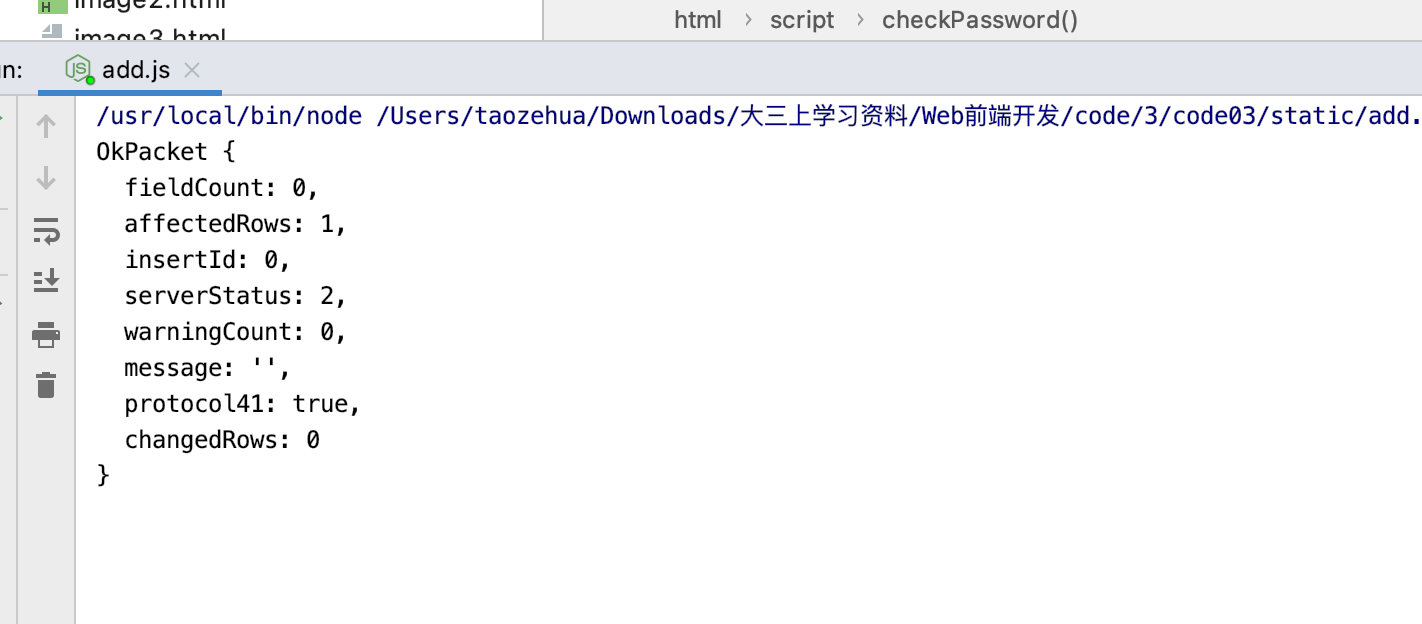 image2.html
html › script › checkPassword()
image3.html
un:
add.js
/usr/local/bin/node /Users/taozehua/Downloads/大三上学习资料/Web前端开发/code/3/code03/static/add.
OkPacket {
fieldCount: 0,
affectedRows: 1,
insertId: 0,
serverStatus: 2,
warningCount: 0,
message: '',
protocol41: true,
changedRows: 0
}